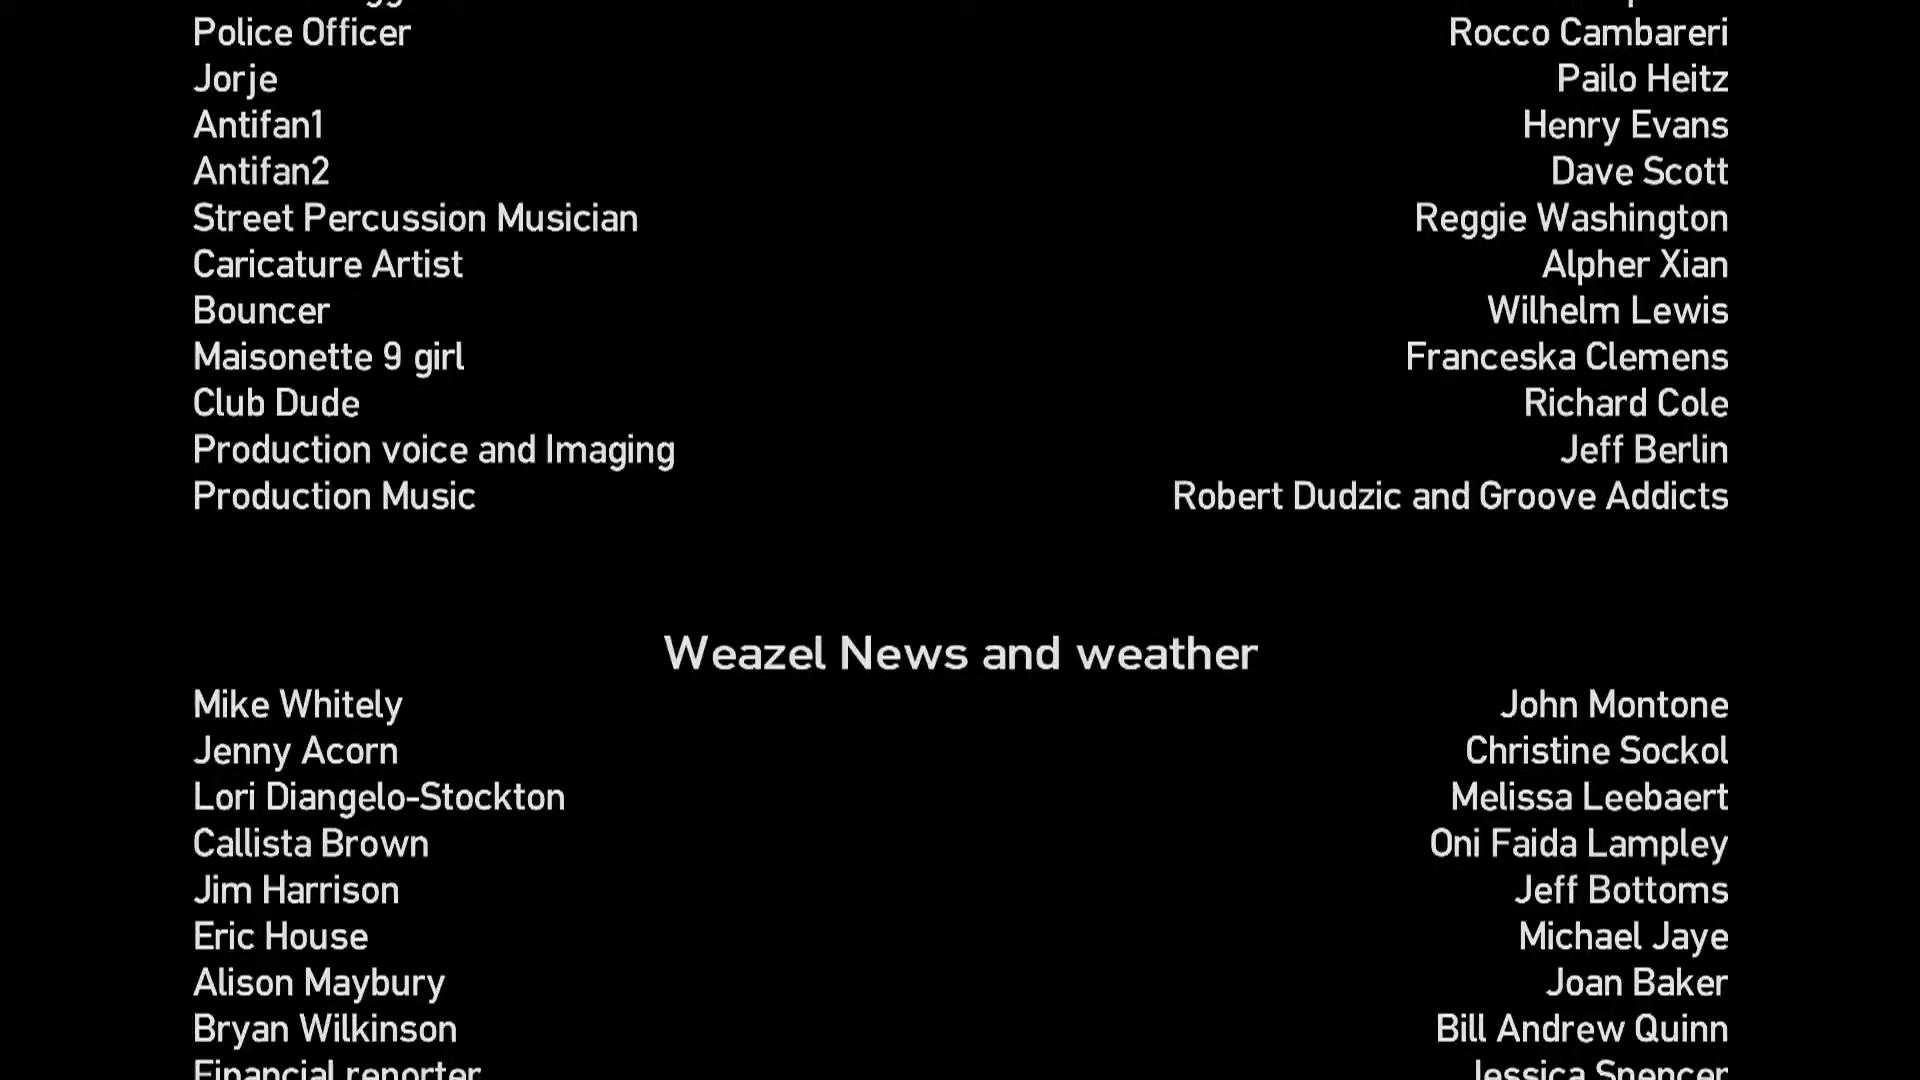 Police Officer Rocco Cambareri
Jorje Pailo Heitz
Antifan1 Henry Evans
Antifan2 Dave Scott
Street Percussion Musician Reggie Washington
Caricature Artist Alpher Xian
Bouncer Wilhelm Lewis
Maisonette 9 girl Franceska Clemens
Club Dude Richard Cole
Production voice and Imaging Jeff Berlin
Production Music Robert Dudzic and Groove Addicts
Weazel News and weather
Mike Whitely John Montone
Jenny Acorn Christine Sockol
Lori Diangelo-Stockton Melissa Leebaert
Callista Brown Oni Faida Lampley
Jim Harrison Jeff Bottoms
Eric House Michael Jaye
Alison Maybury Joan Baker
Bryan Wilkinson Bill Andrew Quinn
Financial reporter Jessica Spencer